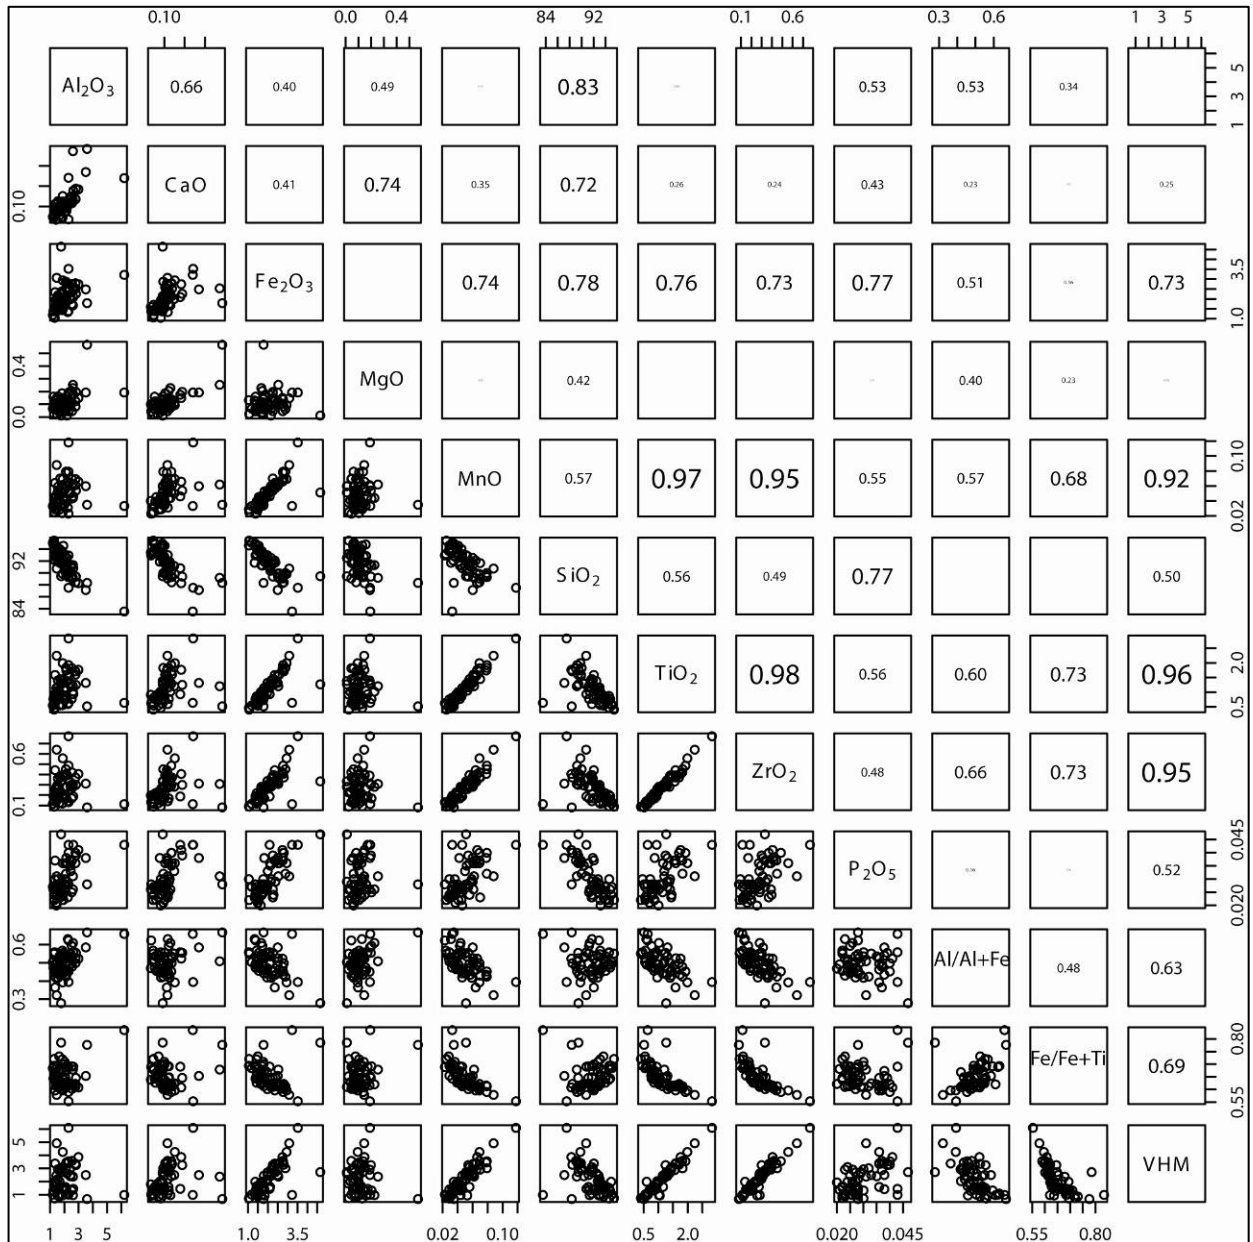 0.10 0.0 0.4 84 92 0.1 0.6 0.3 0.6 1 3 5
Al₂O₃ 0.66 0.40 0.49 0.83 0.53 0.53 0.34 1 3 5
0.10 CaO 0.41 0.74 0.35 0.72 0.26 0.24 0.43 0.23 0.25
Fe₂O₃ 0.74 0.78 0.76 0.73 0.77 0.51 0.73 1.0 3.5
0.0 0.4 MgO 0.42 0.40 0.23
MnO 0.57 0.97 0.95 0.55 0.57 0.68 0.92 0.02 0.10
84 92 SiO₂ 0.56 0.49 0.77 0.50
TiO₂ 0.98 0.56 0.60 0.73 0.96 0.5 2.0
0.1 0.6 ZrO₂ 0.48 0.66 0.73 0.95
P₂O₅ 0.52 0.020 0.045
0.3 0.6 Al/Al+Fe 0.48 0.63
Fe/Fe+Ti 0.69 0.55 0.80
1 3 5 VHM
1 3 5 1.0 3.5 0.02 0.10 0.5 2.0 0.020 0.045 0.55 0.80